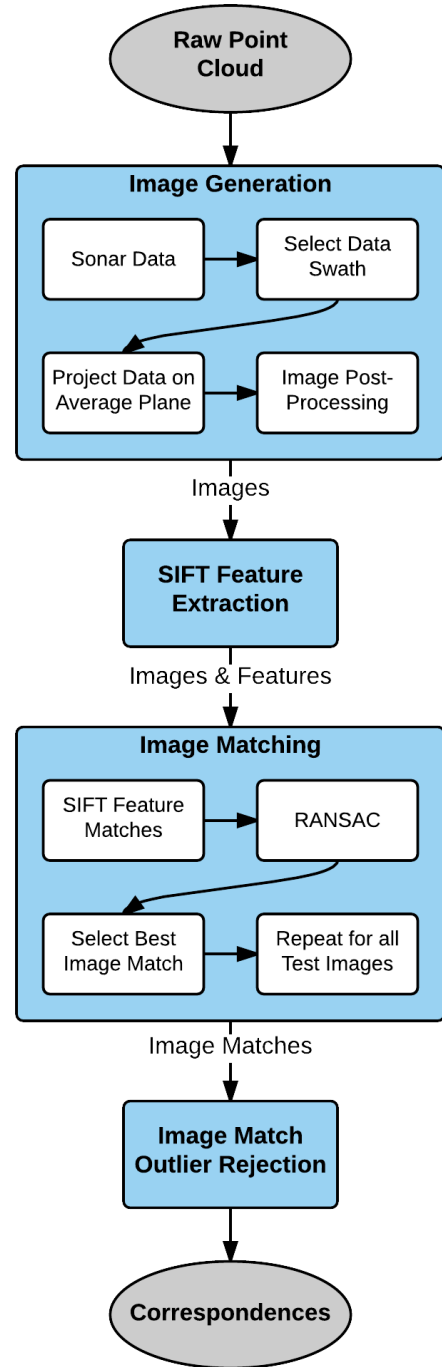 Raw Point
Cloud
Image Generation
Sonar Data
Select Data
Swath
Project Data on
Average Plane
Image Post-
Processing
Images
SIFT Feature
Extraction
Images & Features
Image Matching
SIFT Feature
Matches
RANSAC
Select Best
Image Match
Repeat for all
Test Images
Image Matches
Image Match
Outlier Rejection
Correspondences